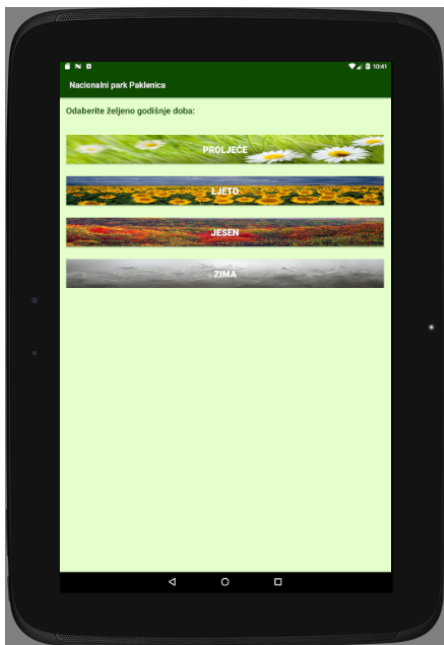 10:41
Nacionalni park Paklenica
Odaberite željeno godišnje doba:
PROLJEĆE
LJETO
JESEN
ZIMA